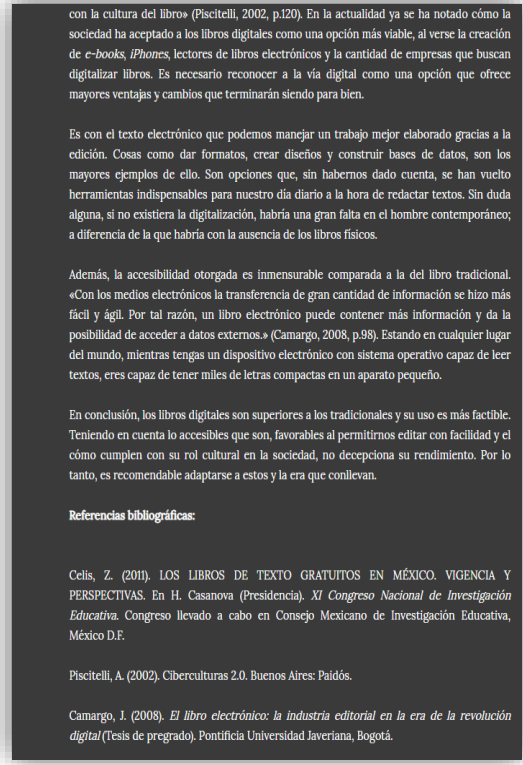 con la cultura del libro» (Piscitelli, 2002, p.120). En la actualidad ya se ha notado cómo la
sociedad ha aceptado a los libros digitales como una opción más viable, al verse la creación
de e-books, iPhones, lectores de libros electrónicos y la cantidad de empresas que buscan
digitalizar libros. Es necesario reconocer a la vía digital como una opción que ofrece
mayores ventajas y cambios que terminarán siendo para bien.
Es con el texto electrónico que podemos manejar un trabajo mejor elaborado gracias a la
edición. Cosas como dar formatos, crear diseños y construir bases de datos, son los
mayores ejemplos de ello. Son opciones que, sin habernos dado cuenta, se han vuelto
herramientas indispensables para nuestro día diario a la hora de redactar textos. Sin duda
alguna, si no existiera la digitalización, habría una gran falta en el hombre contemporáneo;
a diferencia de la que habría con la ausencia de los libros físicos.
Además, la accesibilidad otorgada es inmensurable comparada a la del libro tradicional.
«Con los medios electrónicos la transferencia de gran cantidad de información se hizo más
fácil y ágil. Por tal razón, un libro electrónico puede contener más información y da la
posibilidad de acceder a datos externos.» (Camargo, 2008, p.98). Estando en cualquier lugar
del mundo, mientras tengas un dispositivo electrónico con sistema operativo capaz de leer
textos, eres capaz de tener miles de letras compactas en un aparato pequeño.
En conclusión, los libros digitales son superiores a los tradicionales y su uso es más factible.
Teniendo en cuenta lo accesibles que son, favorables al permitirnos editar con facilidad y el
cómo cumplen con su rol cultural en la sociedad, no decepciona su rendimiento. Por lo
tanto, es recomendable adaptarse a estos y la era que conllevan.
Referencias bibliográficas:
Celis, Z. (2011). LOS LIBROS DE TEXTO GRATUITOS EN MÉXICO. VIGENCIA Y
PERSPECTIVAS. En H. Casanova (Presidencia). XI Congreso Nacional de Investigación
Educativa. Congreso llevado a cabo en Consejo Mexicano de Investigación Educativa,
México D.F.
Piscitelli, A. (2002). Ciberculturas 2.0. Buenos Aires: Paidós.
Camargo, J. (2008). El libro electrónico: la industria editorial en la era de la revolución
digital (Tesis de pregrado). Pontificia Universidad Javeriana, Bogotá.